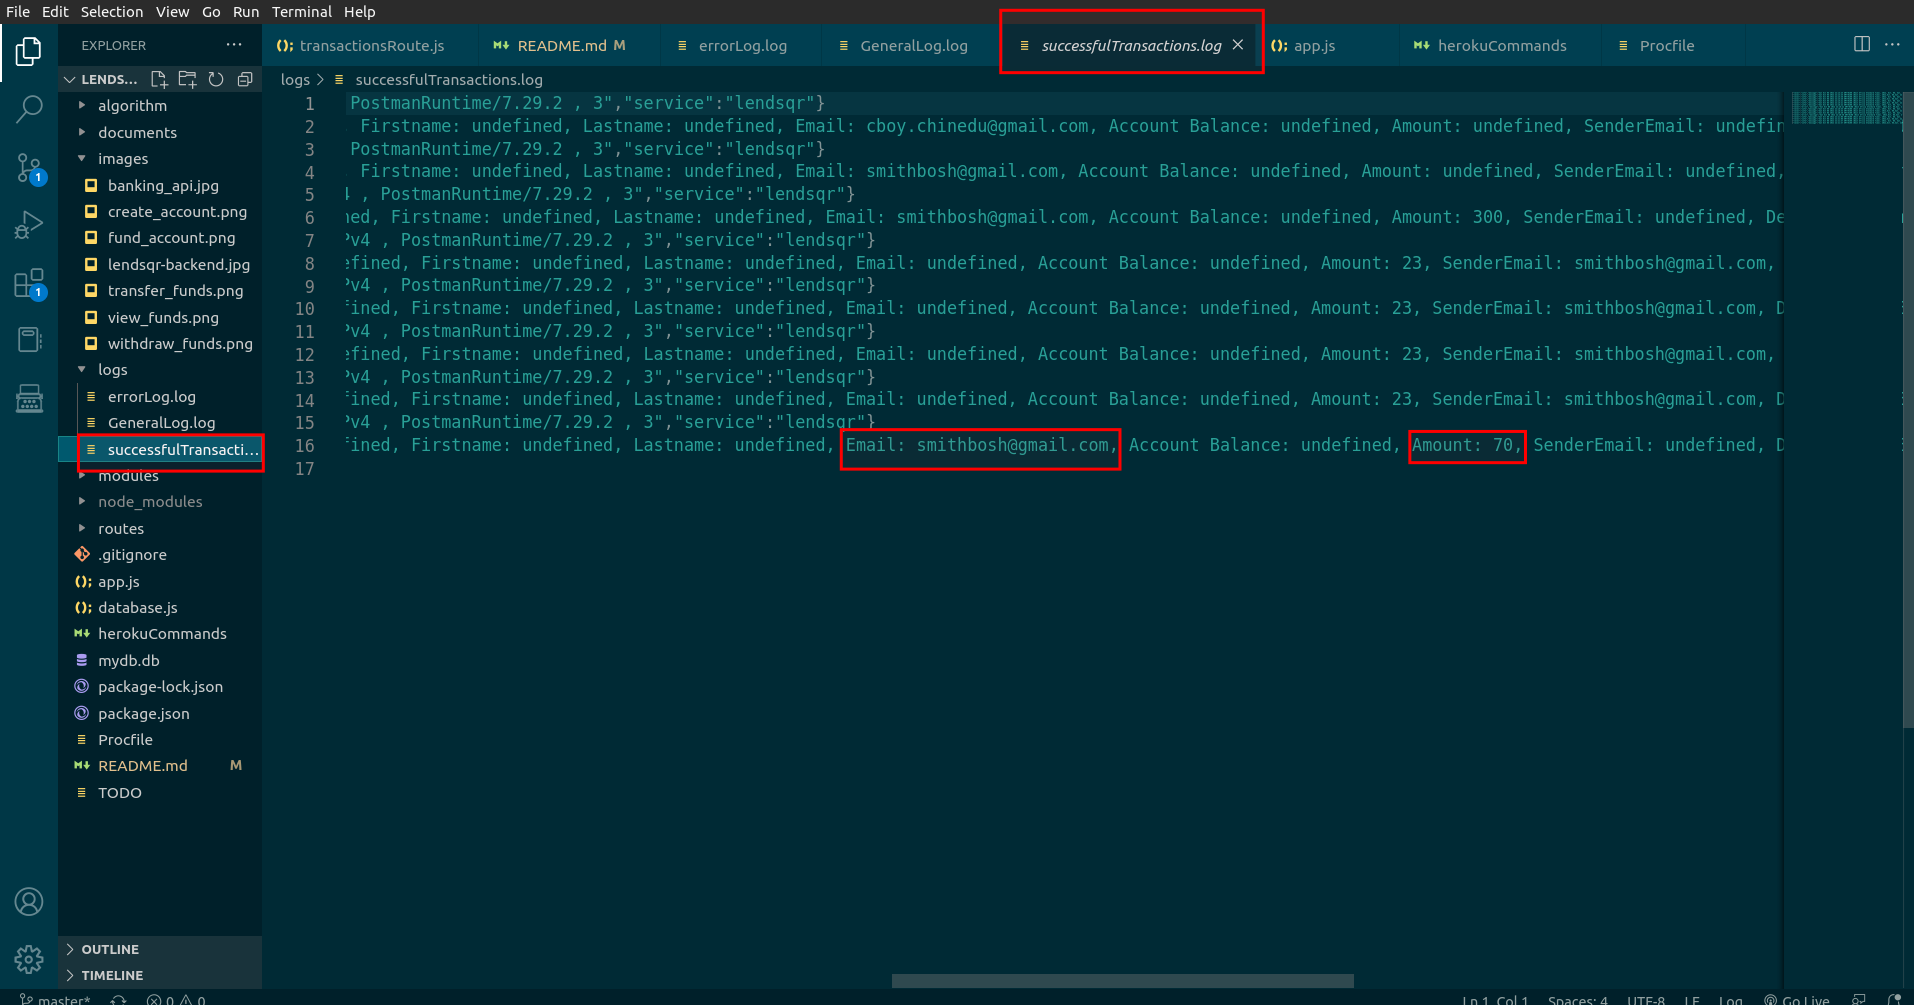 File Edit Selection View Go Run Terminal Help
EXPLORER ...
transactionsRoute.js README.md M errorLog.log GeneralLog.log successfulTransactions.log app.js herokuCommands Procfile
LENDS...
logs > successfulTransactions.log
algorithm
documents
images
banking_api.jpg
create_account.png
fund_account.png
lendsqr-backend.jpg
transfer_funds.png
view_funds.png
withdraw_funds.png
logs
errorLog.log
GeneralLog.log
successfulTransacti...
modules
node_modules
routes
.gitignore
app.js
database.js
herokuCommands
mydb.db
package-lock.json
package.json
Procfile
README.md M
TODO
OUTLINE
TIMELINE
1
1
1 PostmanRuntime/7.29.2 , 3","service":"lendsqr"}
2 Firstname: undefined, Lastname: undefined, Email: cboy.chinedu@gmail.com, Account Balance: undefined, Amount: undefined, SenderEmail: undefin
3 PostmanRuntime/7.29.2 , 3","service":"lendsqr"}
4 Firstname: undefined, Lastname: undefined, Email: smithbosh@gmail.com, Account Balance: undefined, Amount: undefined, SenderEmail: undefined,
5 4 , PostmanRuntime/7.29.2 , 3","service":"lendsqr"}
6 ned, Firstname: undefined, Lastname: undefined, Email: smithbosh@gmail.com, Account Balance: undefined, Amount: 300, SenderEmail: undefined, De
7 Pv4 , PostmanRuntime/7.29.2 , 3","service":"lendsqr"}
8 efined, Firstname: undefined, Lastname: undefined, Email: undefined, Account Balance: undefined, Amount: 23, SenderEmail: smithbosh@gmail.com,
9 Pv4 , PostmanRuntime/7.29.2 , 3","service":"lendsqr"}
10 fined, Firstname: undefined, Lastname: undefined, Email: undefined, Account Balance: undefined, Amount: 23, SenderEmail: smithbosh@gmail.com, D
11 Pv4 , PostmanRuntime/7.29.2 , 3","service":"lendsqr"}
12 efined, Firstname: undefined, Lastname: undefined, Email: undefined, Account Balance: undefined, Amount: 23, SenderEmail: smithbosh@gmail.com,
13 Pv4 , PostmanRuntime/7.29.2 , 3","service":"lendsqr"}
14 fined, Firstname: undefined, Lastname: undefined, Email: undefined, Account Balance: undefined, Amount: 23, SenderEmail: smithbosh@gmail.com, D
15 Pv4 , PostmanRuntime/7.29.2 , 3","service":"lendsqr"}
16 fined, Firstname: undefined, Lastname: undefined, Email: smithbosh@gmail.com, Account Balance: undefined, Amount: 70, SenderEmail: undefined, D
17
master* 0 0 Ln 1, Col 1 Spaces: 4 UTF-8 LF Log Go Live